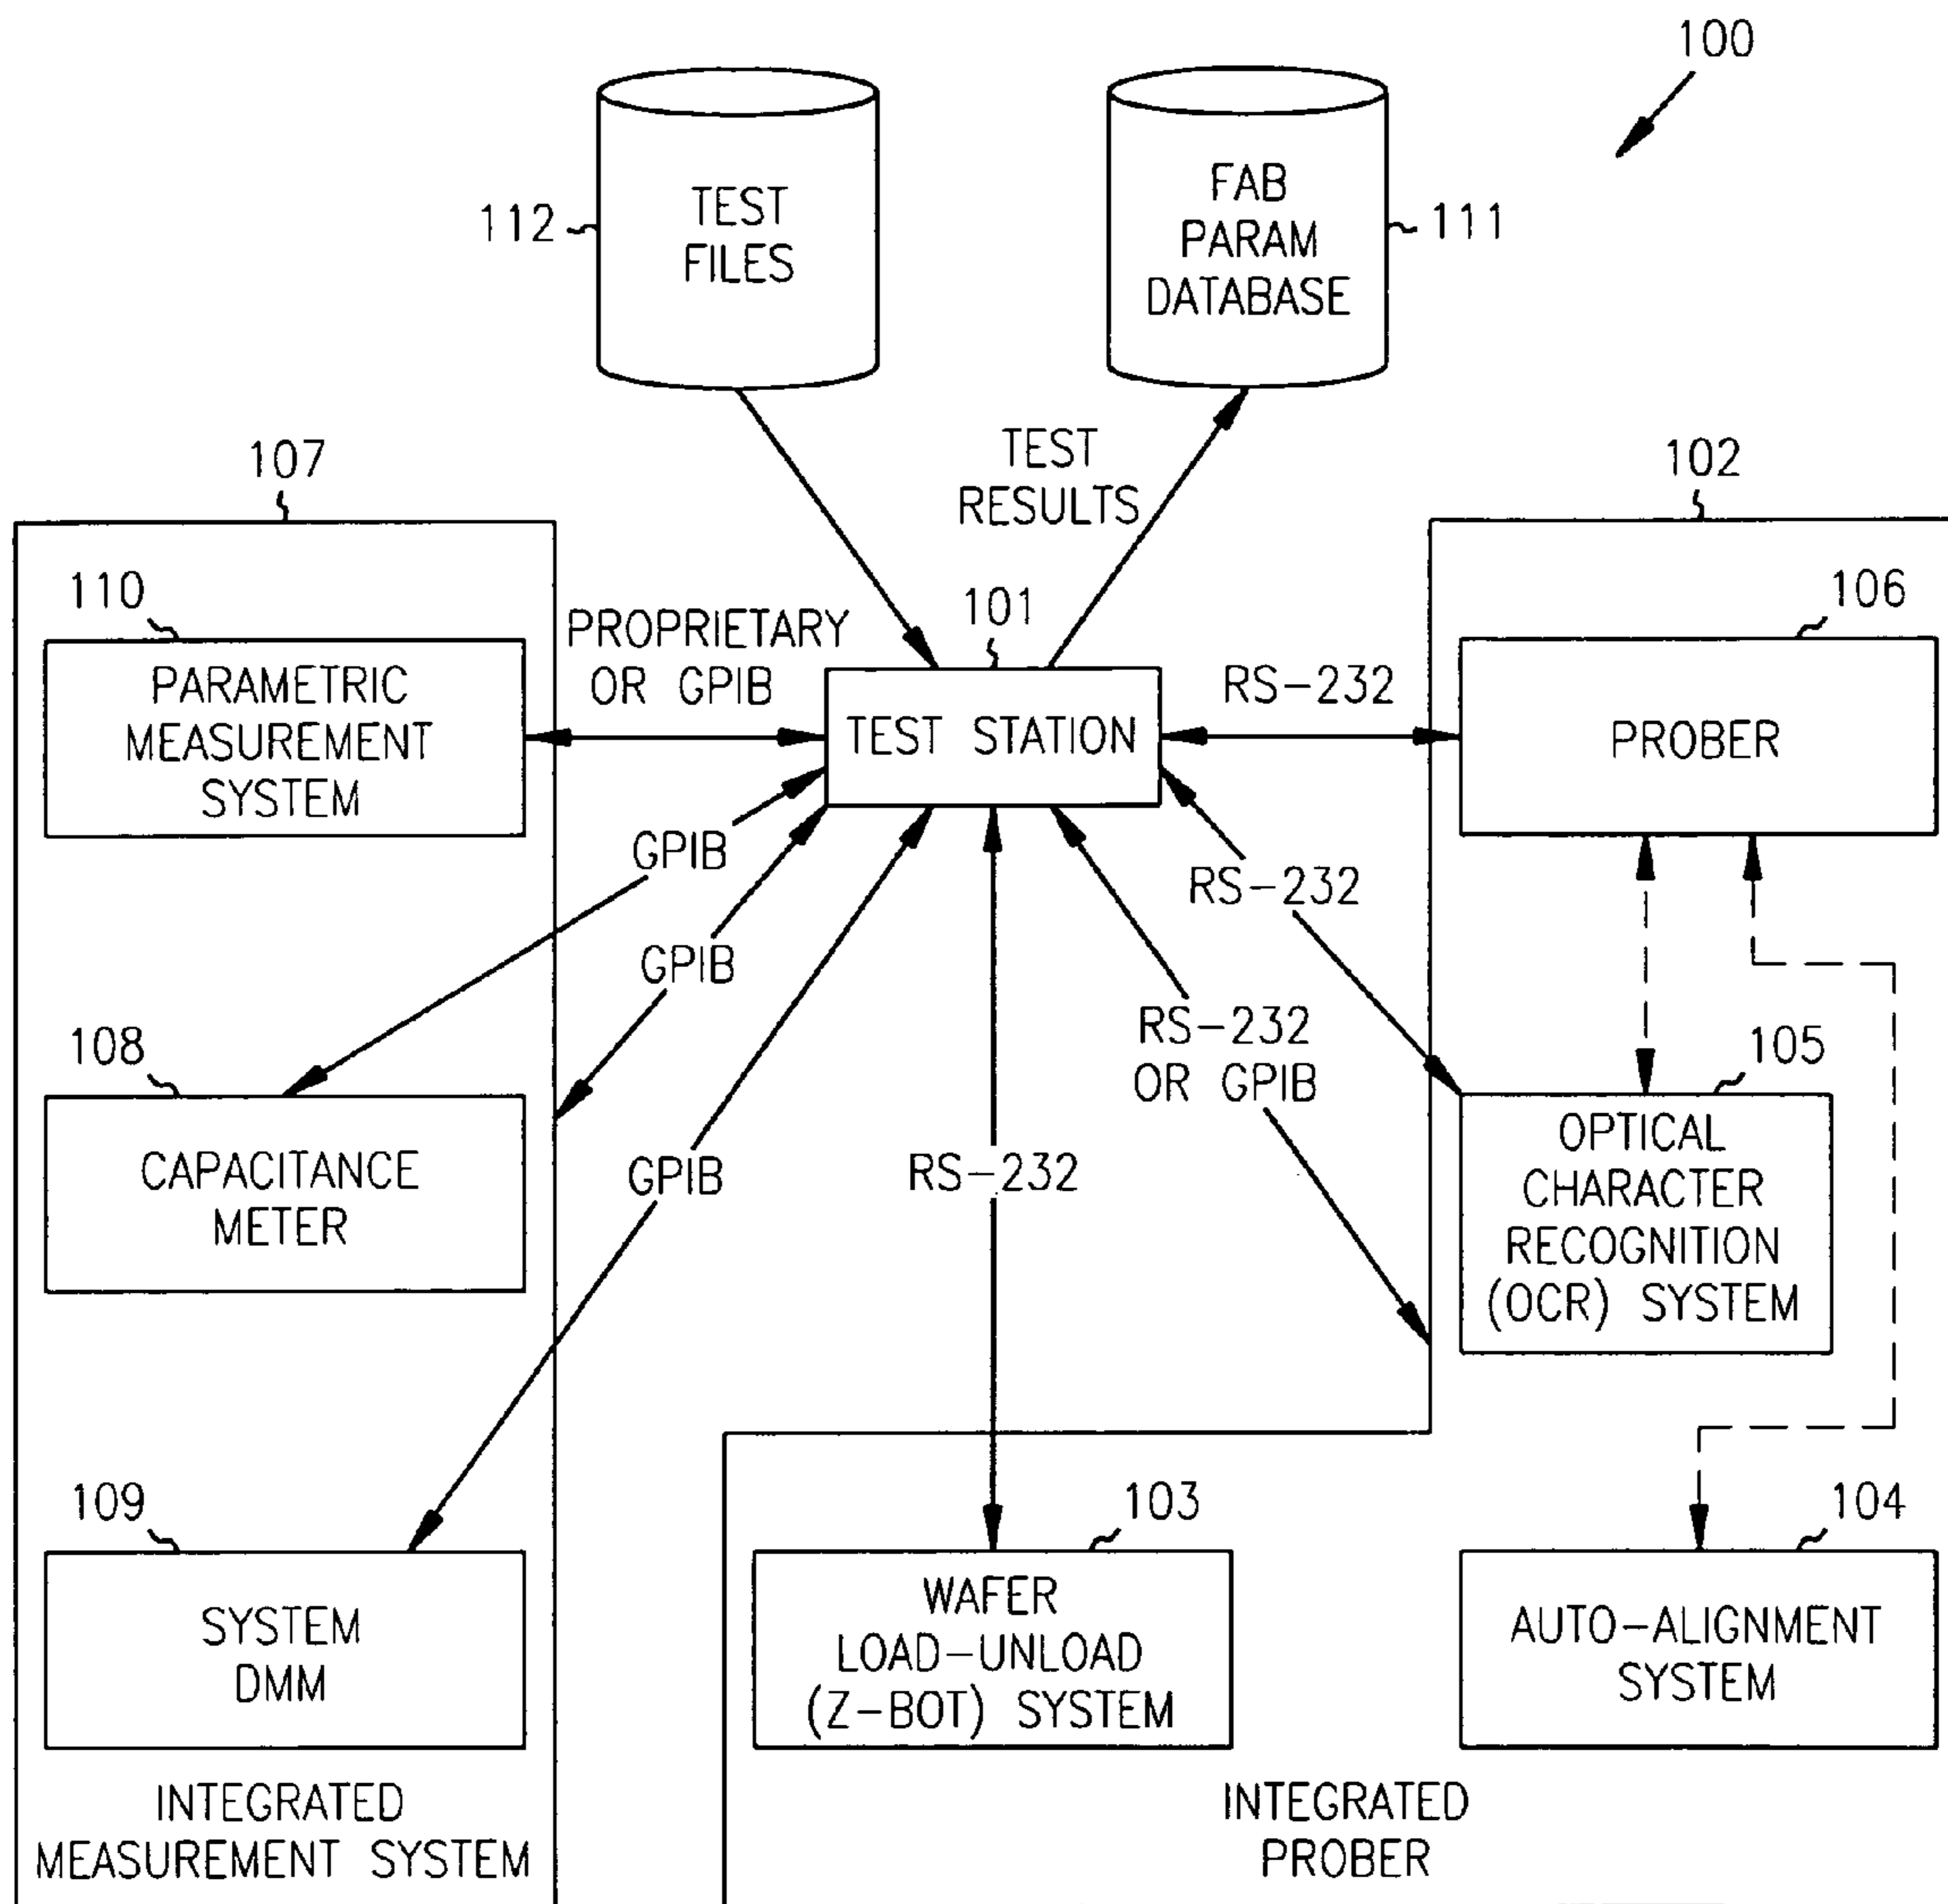 100
112
TEST
FILES
FAB
PARAM
DATABASE
111
TEST
RESULTS
107
102
110
PARAMETRIC
MEASUREMENT
SYSTEM
PROPRIETARY
OR GPIB
101
TEST STATION
RS-232
106
PROBER
GPIB
GPIB
GPIB
RS-232
RS-232
OR GPIB
RS-232
108
CAPACITANCE
METER
105
OPTICAL
CHARACTER
RECOGNITION
(OCR) SYSTEM
109
SYSTEM
DMM
103
WAFER
LOAD-UNLOAD
(Z-BOT) SYSTEM
104
AUTO-ALIGNMENT
SYSTEM
INTEGRATED
MEASUREMENT SYSTEM
INTEGRATED
PROBER